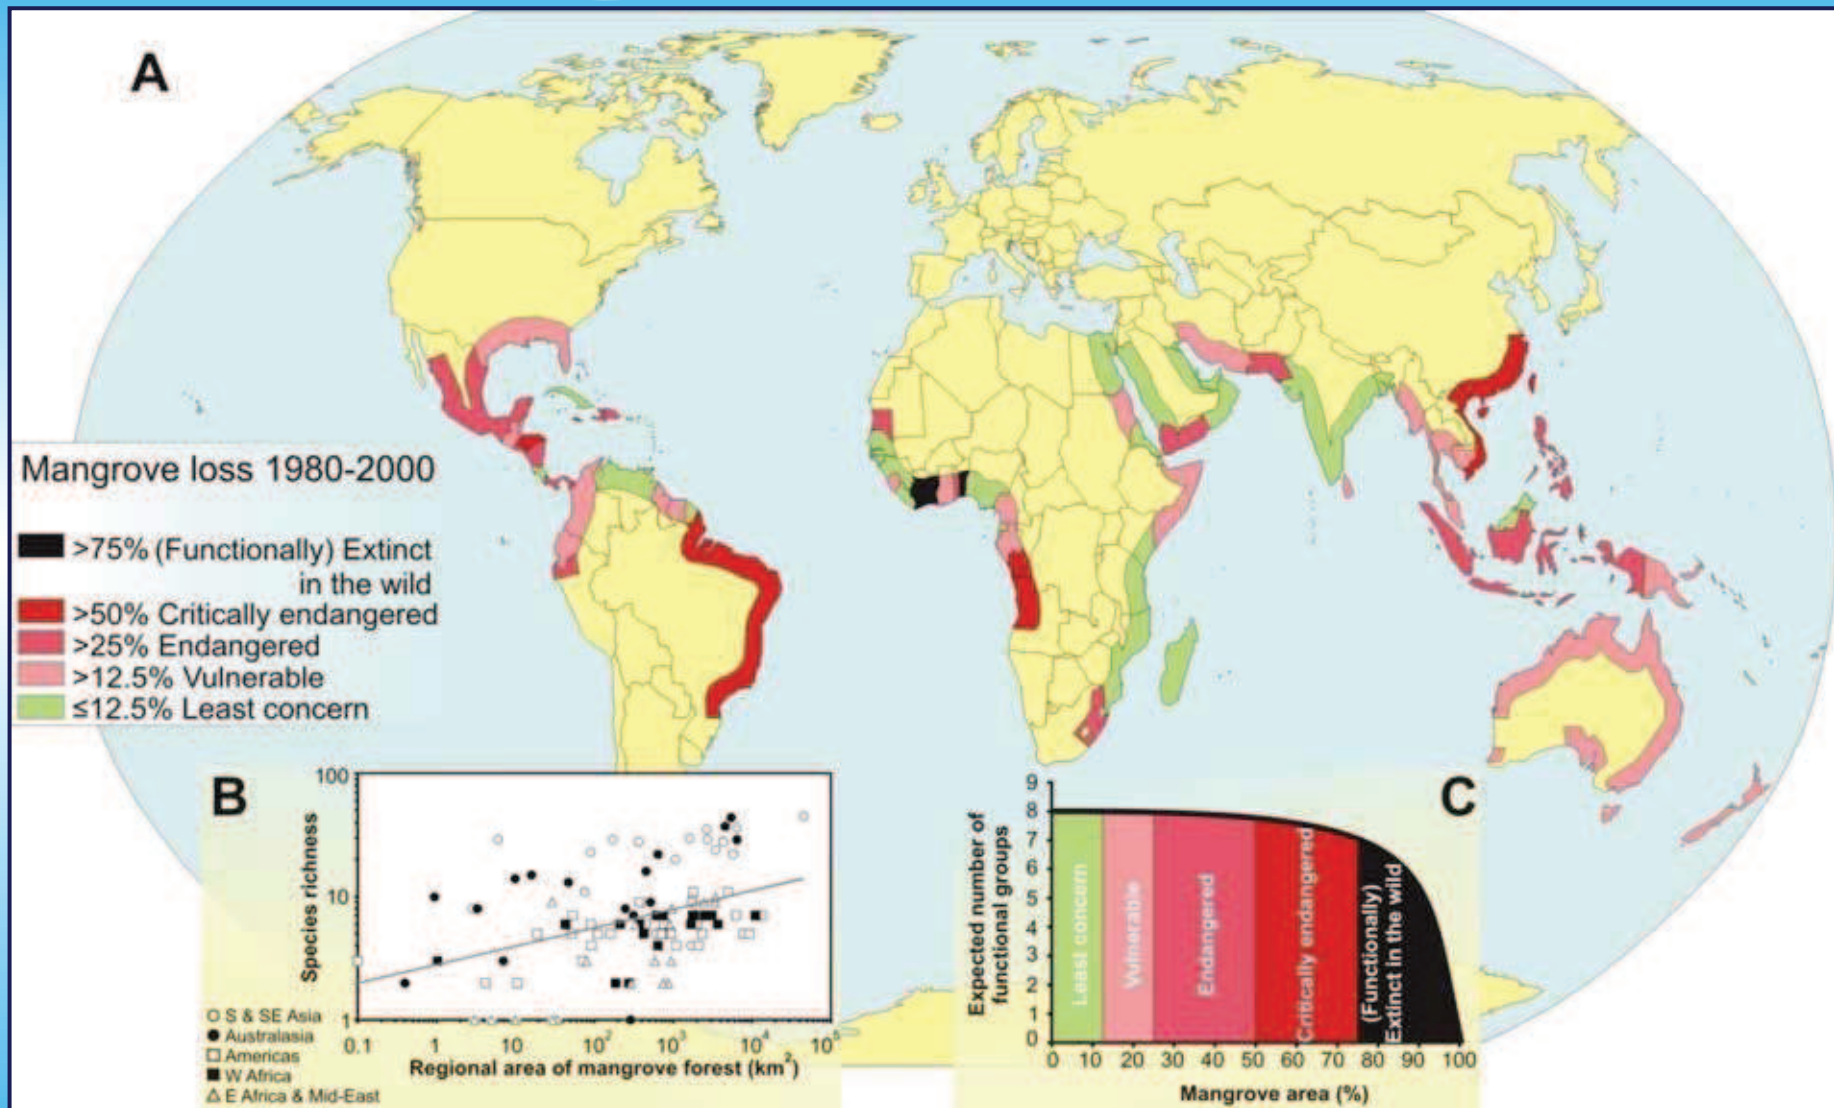 A
Mangrove loss 1980-2000
>75% (Functionally) Extinct
in the wild
>50% Critically endangered
>25% Endangered
>12.5% Vulnerable
≤12.5% Least concern
B
Species richness
100
10
1
0.1 1 10 10² 10³ 10⁴ 10⁵
Regional area of mangrove forest (km²)
S & SE Asia
Australasia
Americas
W Africa
E Africa & Mid-East
C
Expected number of
functional groups
9
8
7
6
5
4
3
2
1
0
Least concern
Vulnerable
Endangered
Critically endangered
(Functionally)
Extinct in the wild
0 10 20 30 40 50 60 70 80 90 100
Mangrove area (%)